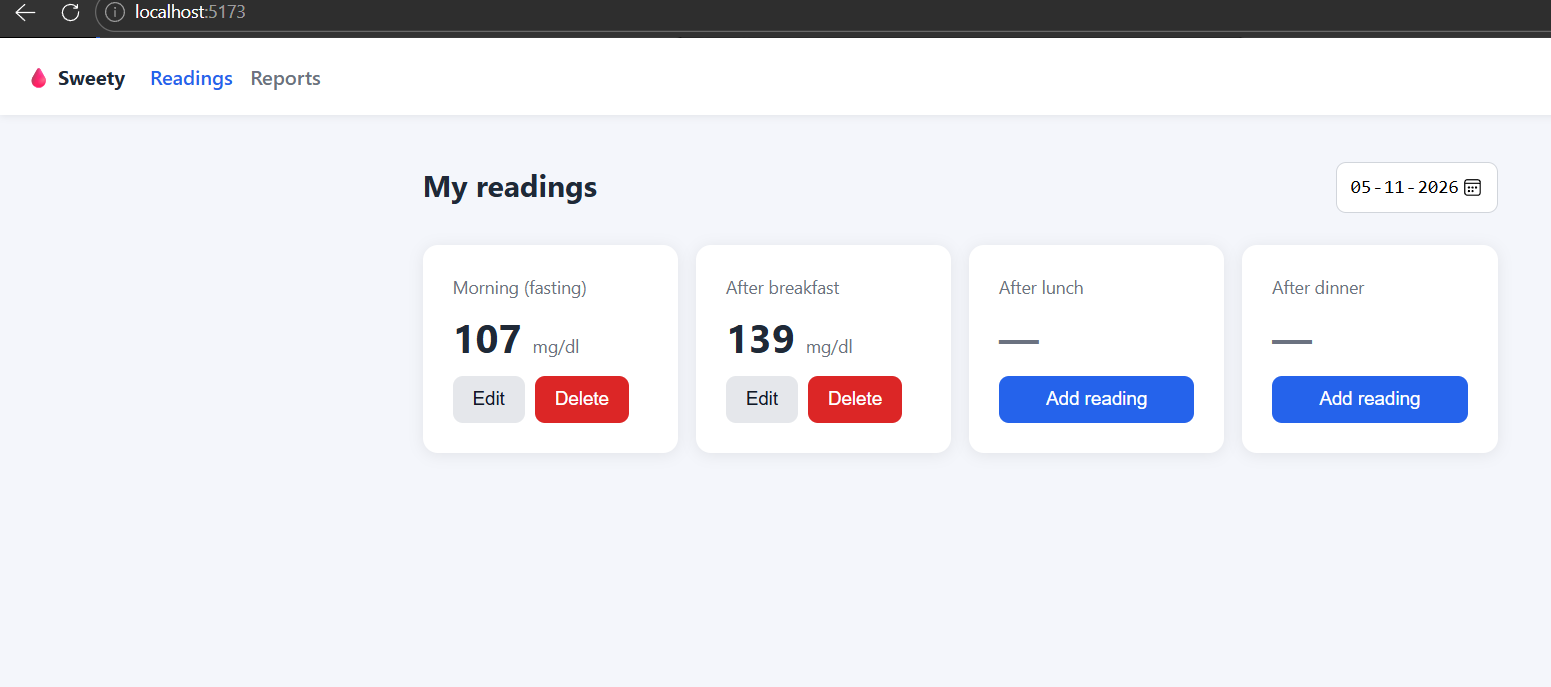 localhost:5173
Sweety Readings Reports
My readings
05-11-2026
Morning (fasting)
107 mg/dl
Edit Delete
After breakfast
139 mg/dl
Edit Delete
After lunch
—
Add reading
After dinner
—
Add reading